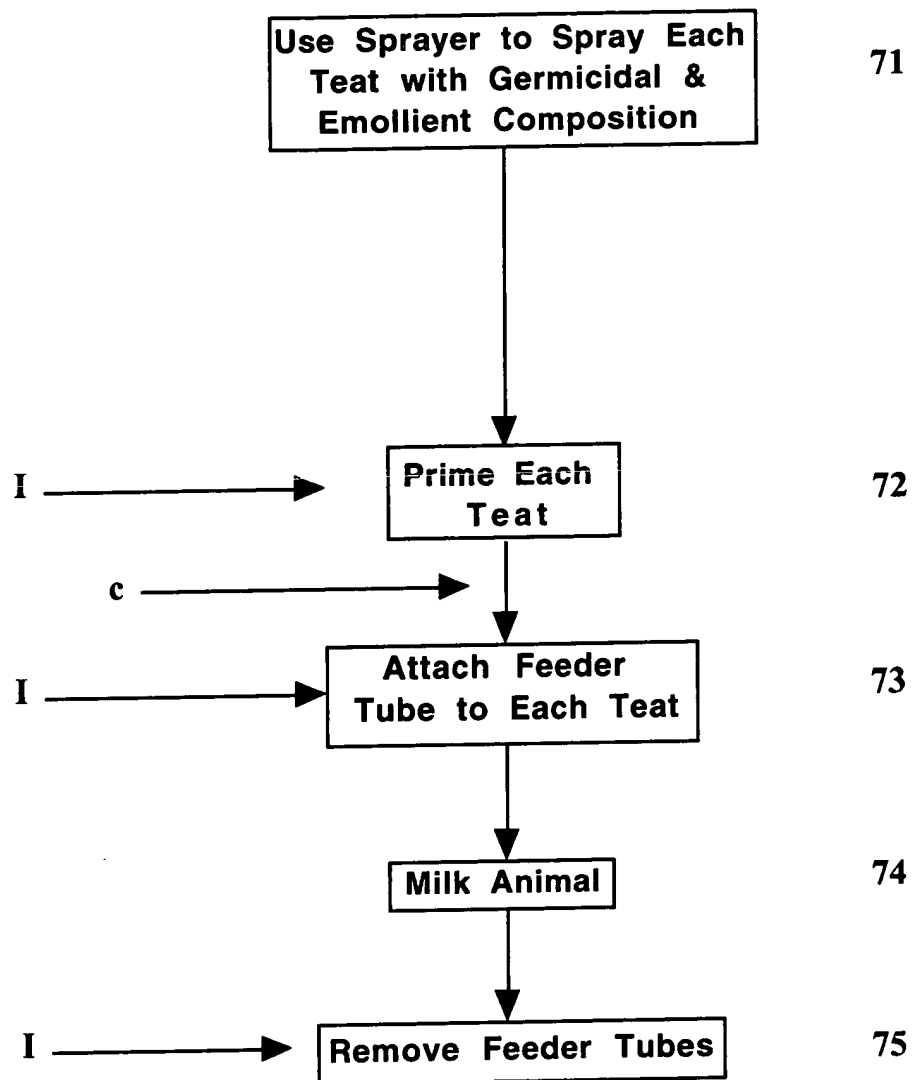 Use Sprayer to Spray Each
Teat with Germicidal &
Emollient Composition
71
I
Prime Each
Teat
72
c
I
Attach Feeder
Tube to Each Teat
73
Milk Animal
74
I
Remove Feeder Tubes
75